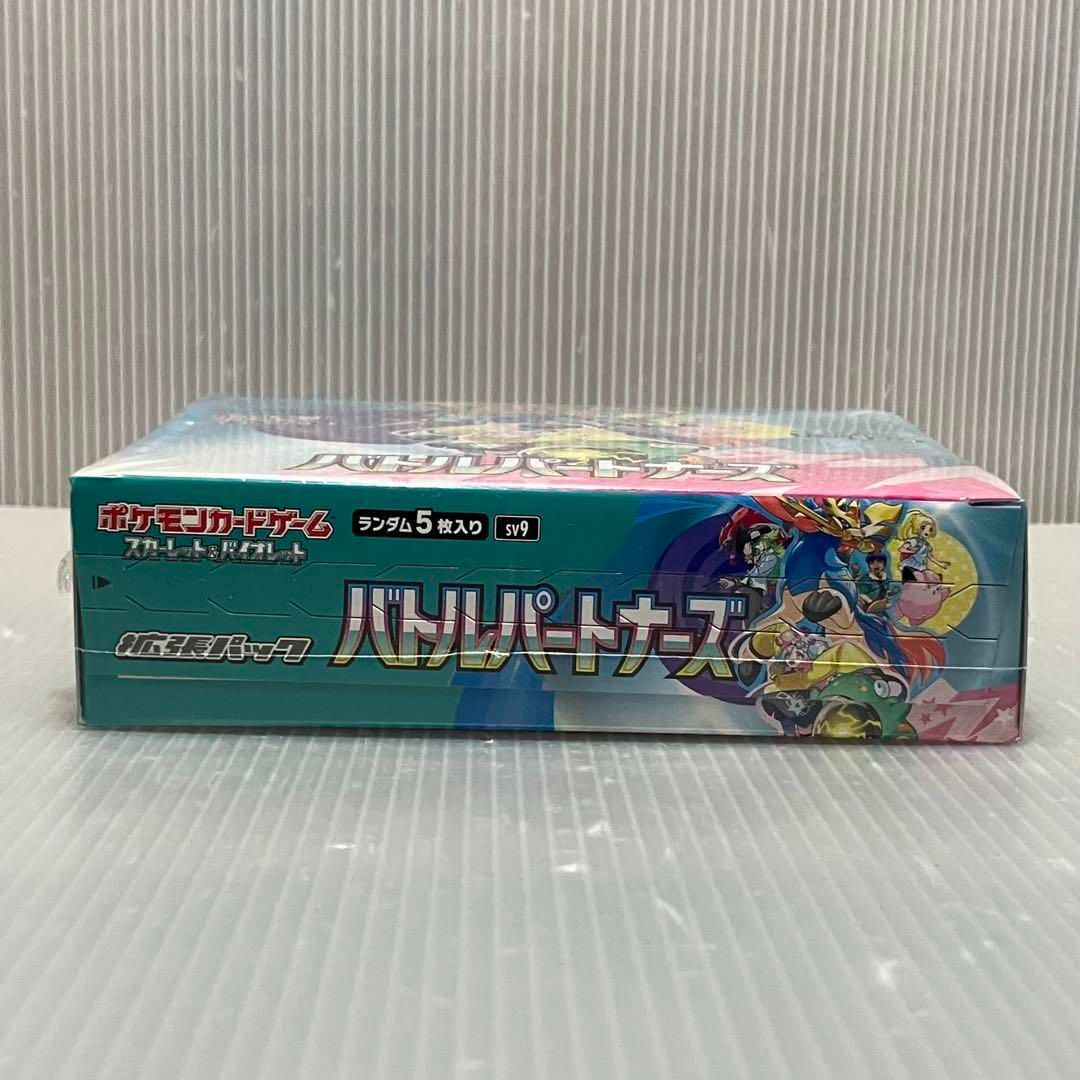 バトルパートナーズ
ポケモンカードゲーム
スカーレット&バイオレット
ランダム5枚入り
SV9
拡張パック
バトルパートナーズ